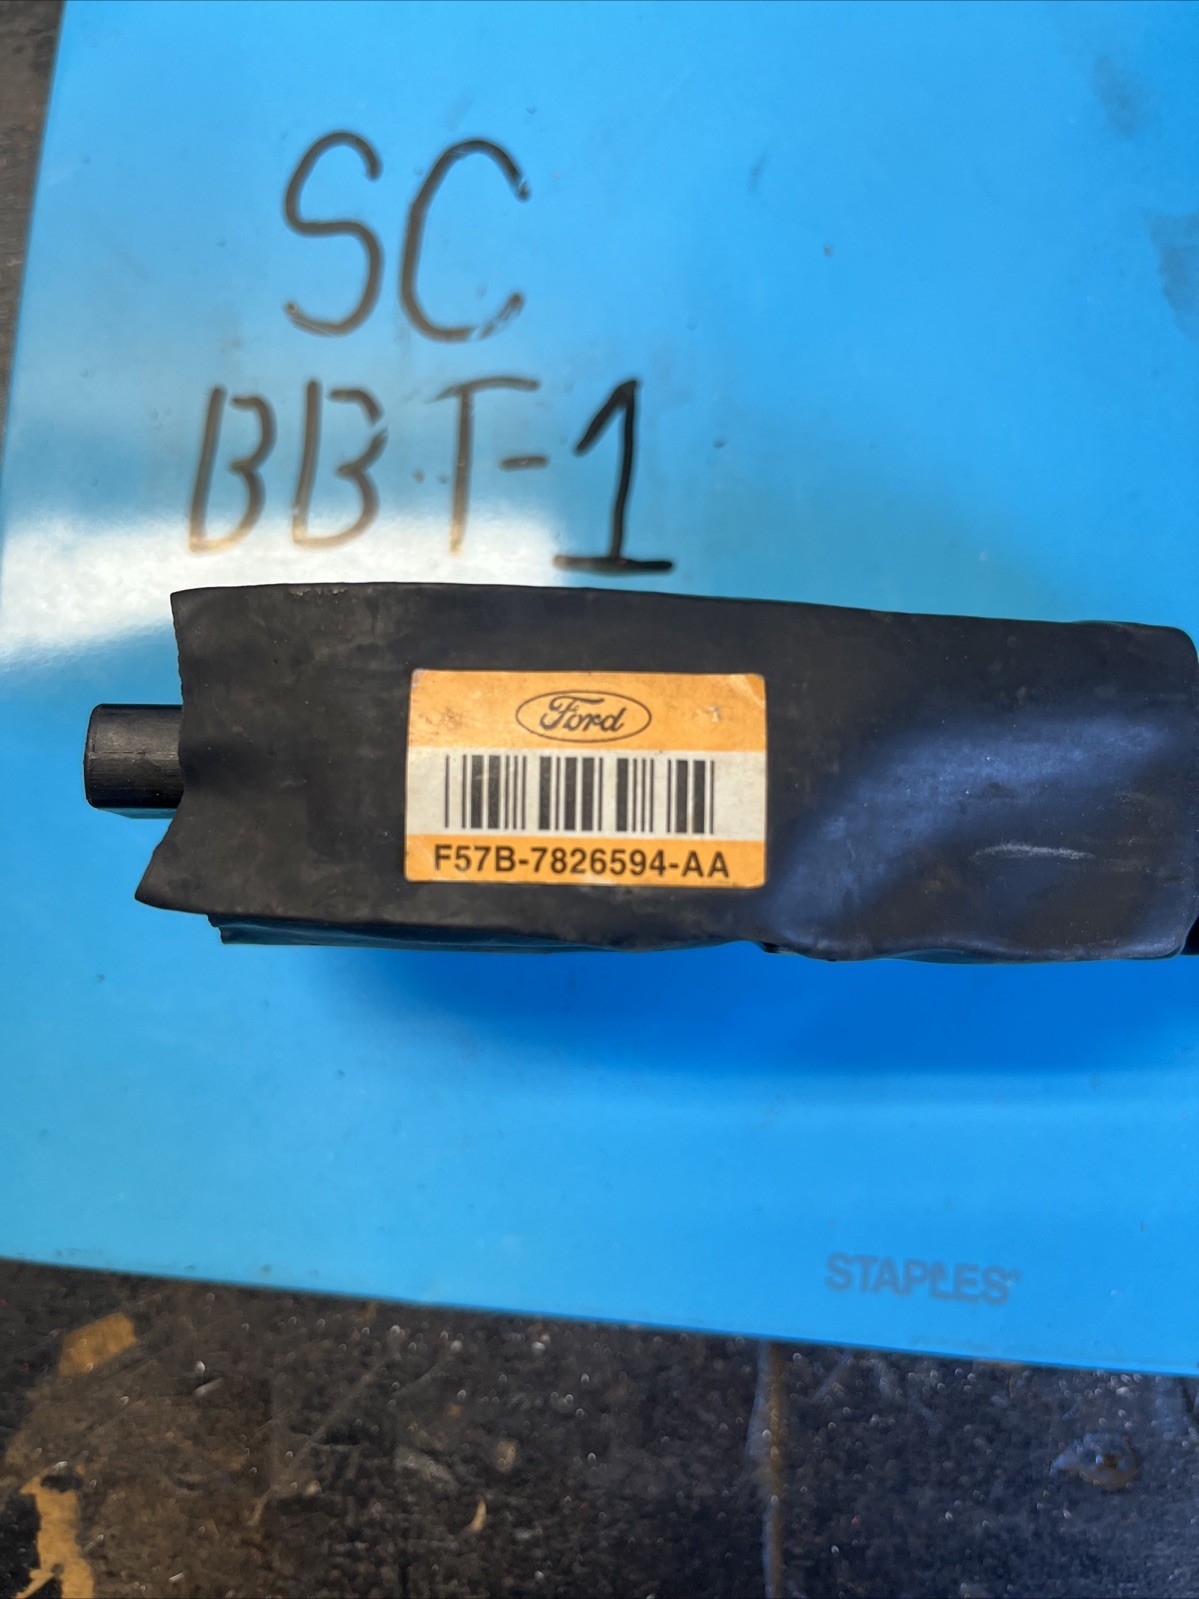 SC
BBT-1
Ford
F57B-7826594-AA
STAPLES